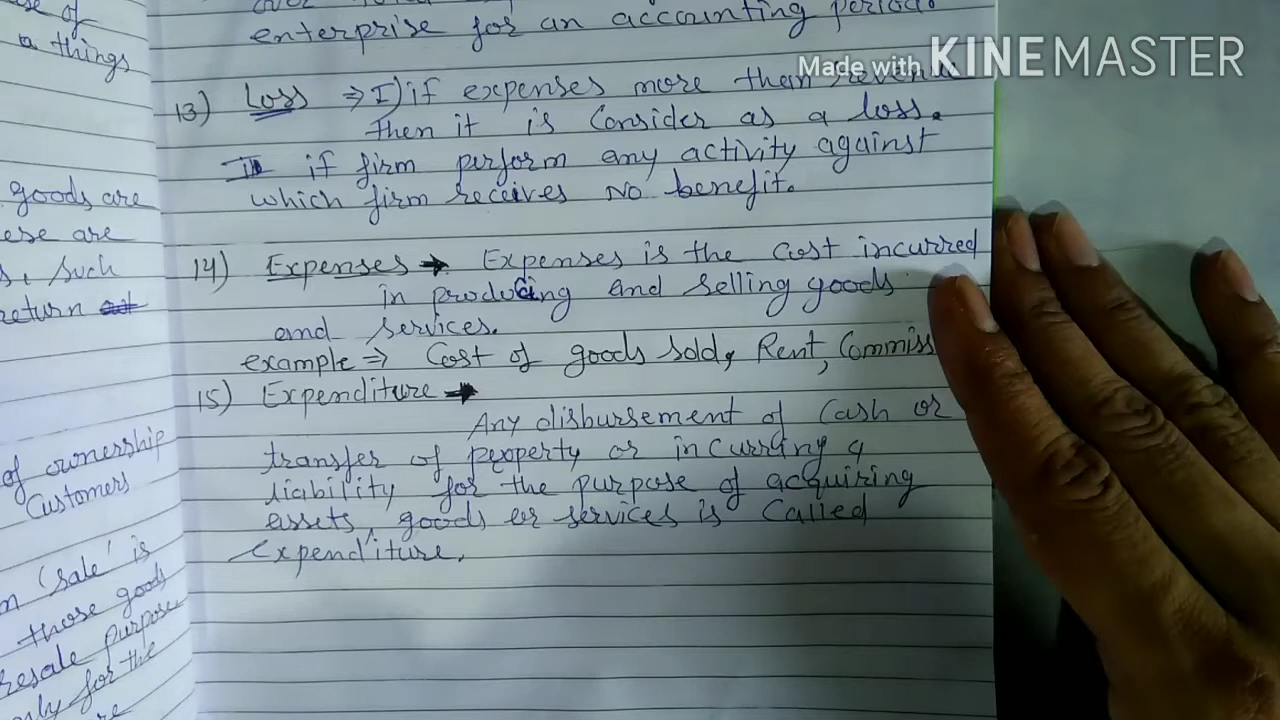 se of
a things
goods are
ese are
s, such
return
of ownership
Customers
n 'sale' is
those goods
resale purpose
only for the
enterprise for an accounting period.
Made with KINEMASTER
13) Loss ⇒ I) if expenses more than revenue
then it is Consider as a loss.
II if firm perform any activity against
which firm receives No benefit.
14) Expenses → Expenses is the Cost incurred
in producing and selling goods
and services.
example ⇒ Cost of goods sold, Rent, Commiss
15) Expenditure →
Any disbursement of Cash or
transfer of property or incurring a
liability for the purpose of acquiring
assets, goods or services is Called
expenditure.